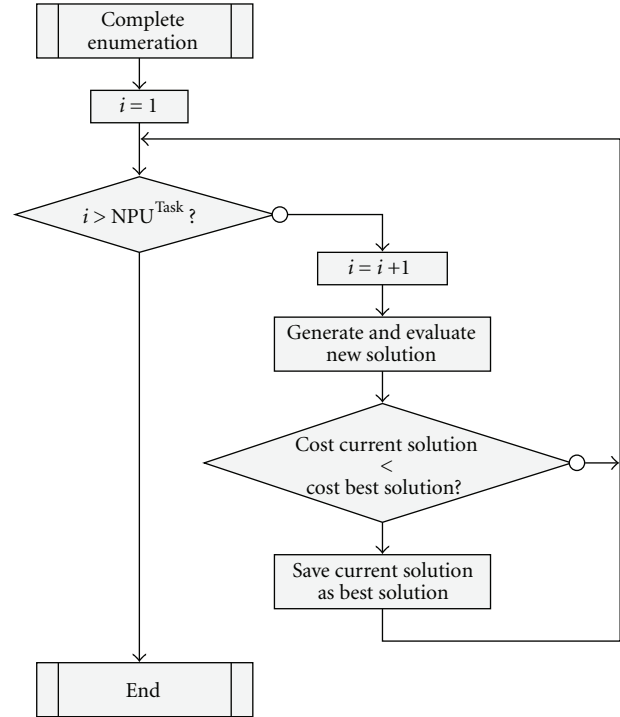 Complete
enumeration
i = 1
i > NPU^Task ?
i = i +1
Generate and evaluate
new solution
Cost current solution
<
cost best solution?
Save current solution
as best solution
End